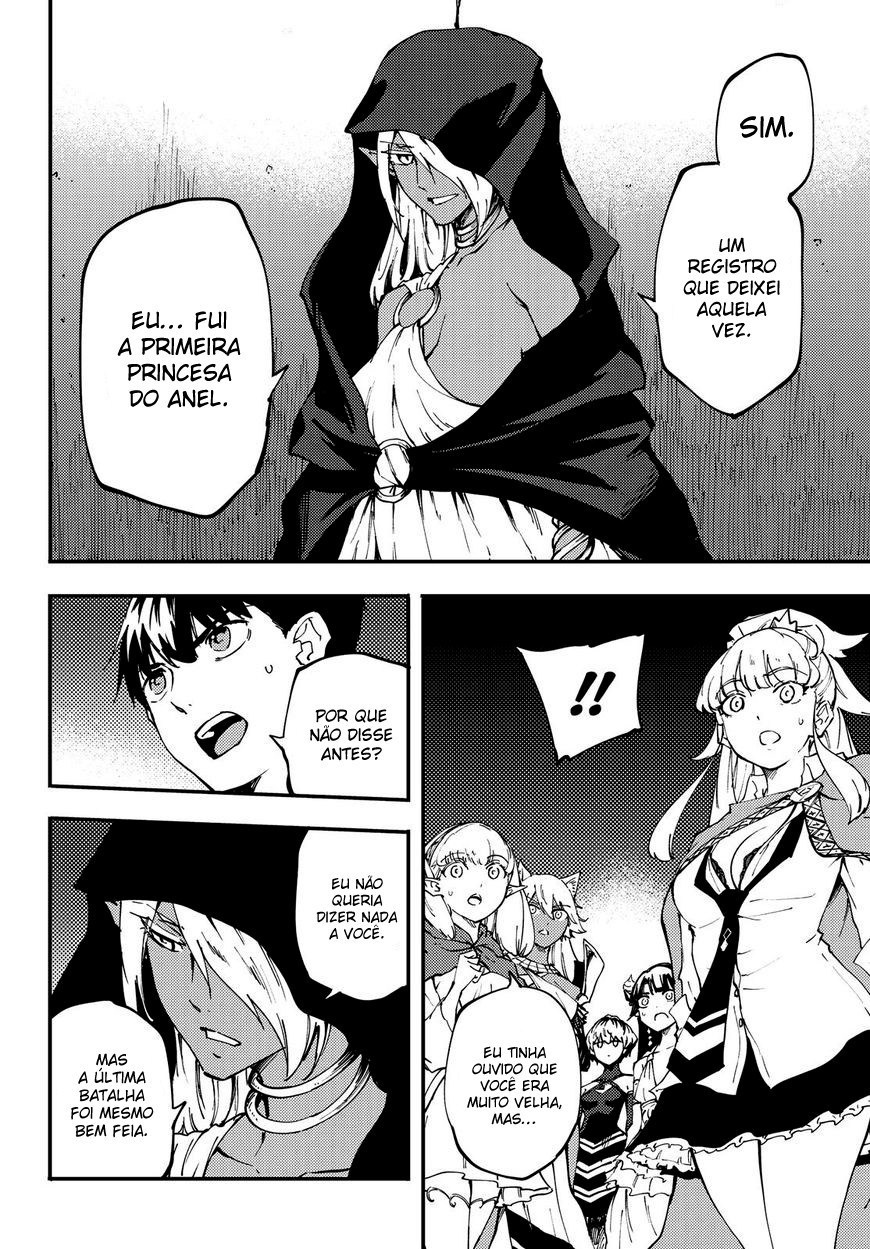 SIM.
UM
REGISTRO
QUE DEIXEI
AQUELA
VEZ.
EU... FUI
A PRIMEIRA
PRINCESA
DO ANEL.
!!
EU TINHA
OUVIDO QUE
VOCÊ ERA
MUITO VELHA,
MAS...
POR QUE
NÃO DISSE
ANTES?
EU NÃO
QUERIA
DIZER NADA
A VOCÊ.
MAS
A ÚLTIMA
BATALHA
FOI MESMO
BEM FEIA.